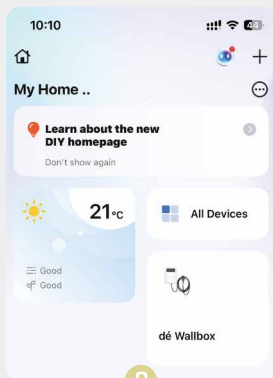 10:10
44
My Home ..
Learn about the new
DIY homepage
Don't show again
21°C
All Devices
Good
Good
dé Wallbox